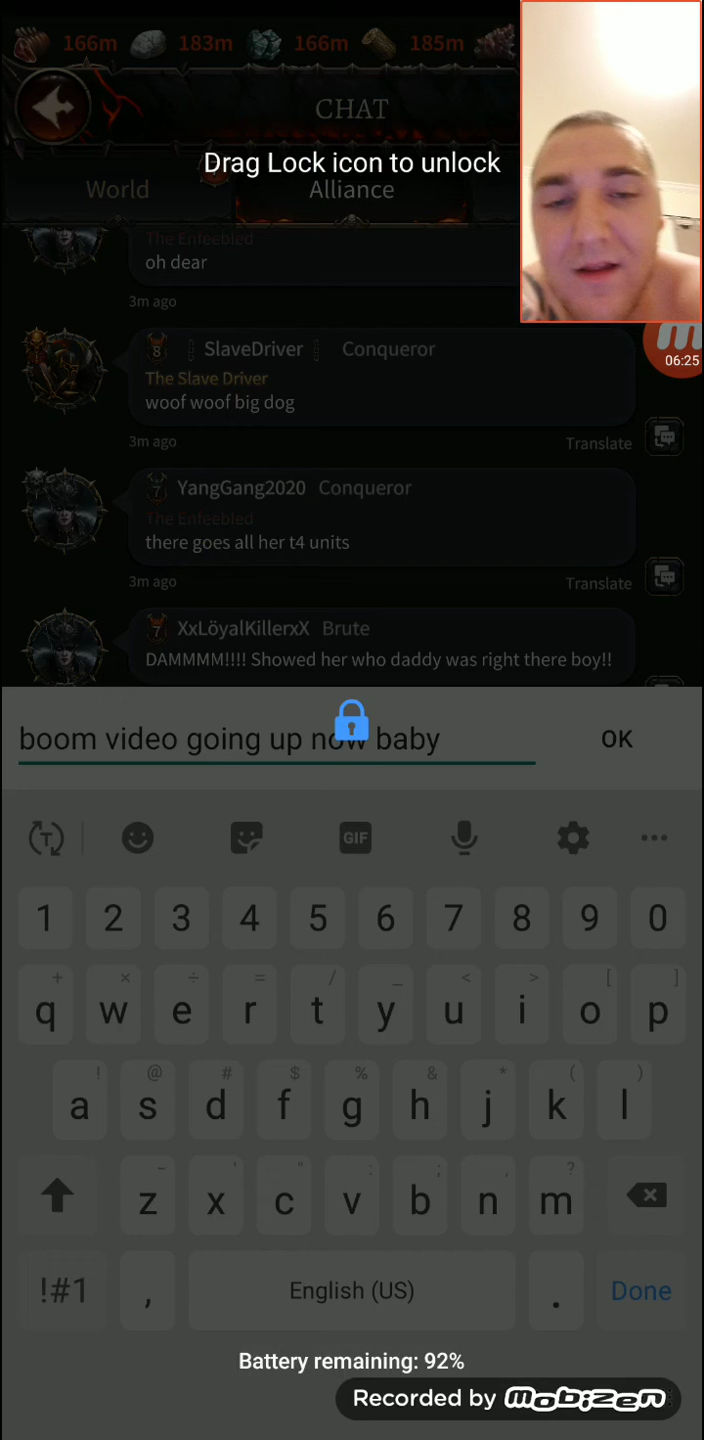 166m 183m 166m 185m
CHAT
Drag Lock icon to unlock
World Alliance
The Enfeebled
oh dear
3m ago
06:25
8 SlaveDriver Conqueror
The Slave Driver
woof woof big dog
3m ago Translate
7 YangGang2020 Conqueror
The Enfeebled
there goes all her t4 units
3m ago Translate
7 XxLöyalKillerxX Brute
DAMMMM!!!! Showed her who daddy was right there boy!!
boom video going up now baby OK
T GIF ...
1 2 3 4 5 6 7 8 9 0
+ × ÷ = / _ < > [ ]
q w e r t y u i o p
! @ # $ % & * ( )
a s d f g h j k l
- ' " : ; , ?
z x c v b n m
!#1 , English (US) . Done
Battery remaining: 92%
Recorded by mobizen